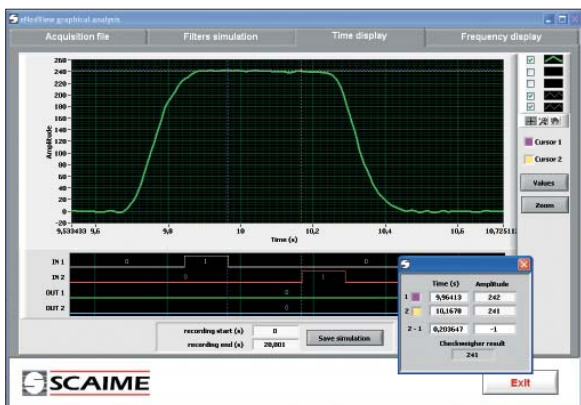 eNodView graphical analysis
Acquisition file Filters simulation Time display Frequency display
260
240
220
200
180
160
140
120
100
80
60
40
20
0
-20
Amplitude
9,533433 9,6 9,8 10 10,2 10,4 10,6 10,7251
Time (s)
Cursor 1
Cursor 2
Values
Zoom
IN 1 0 1 0
IN 2 0 1
OUT 1 0
OUT 2 0
recording start (s) 0
recording end (s) 20,001
Save simulation
Time (s) Amplitude
1 9,96413 242
2 10,1678 241
2 - 1 0,203647 -1
Checkweigher result
241
SCAIME
Exit